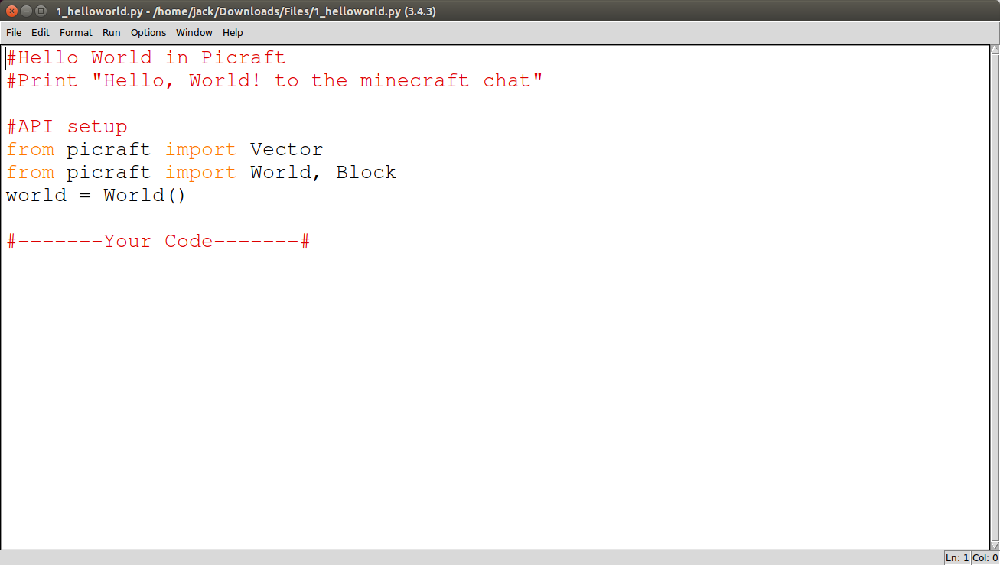 1_helloworld.py - /home/jack/Downloads/Files/1_helloworld.py (3.4.3)
File Edit Format Run Options Window Help
#Hello World in Picraft
#Print "Hello, World! to the minecraft chat"
#API setup
from picraft import Vector
from picraft import World, Block
world = World()
#-------Your Code-------#
Ln: 1 Col: 0